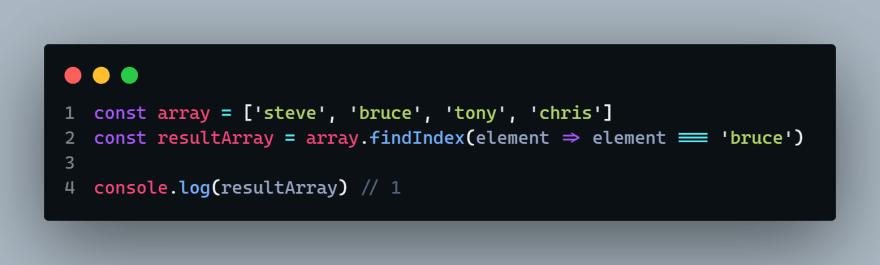 1 const array = ['steve', 'bruce', 'tony', 'chris']
2 const resultArray = array.findIndex(element => element === 'bruce')
3
4 console.log(resultArray) // 1